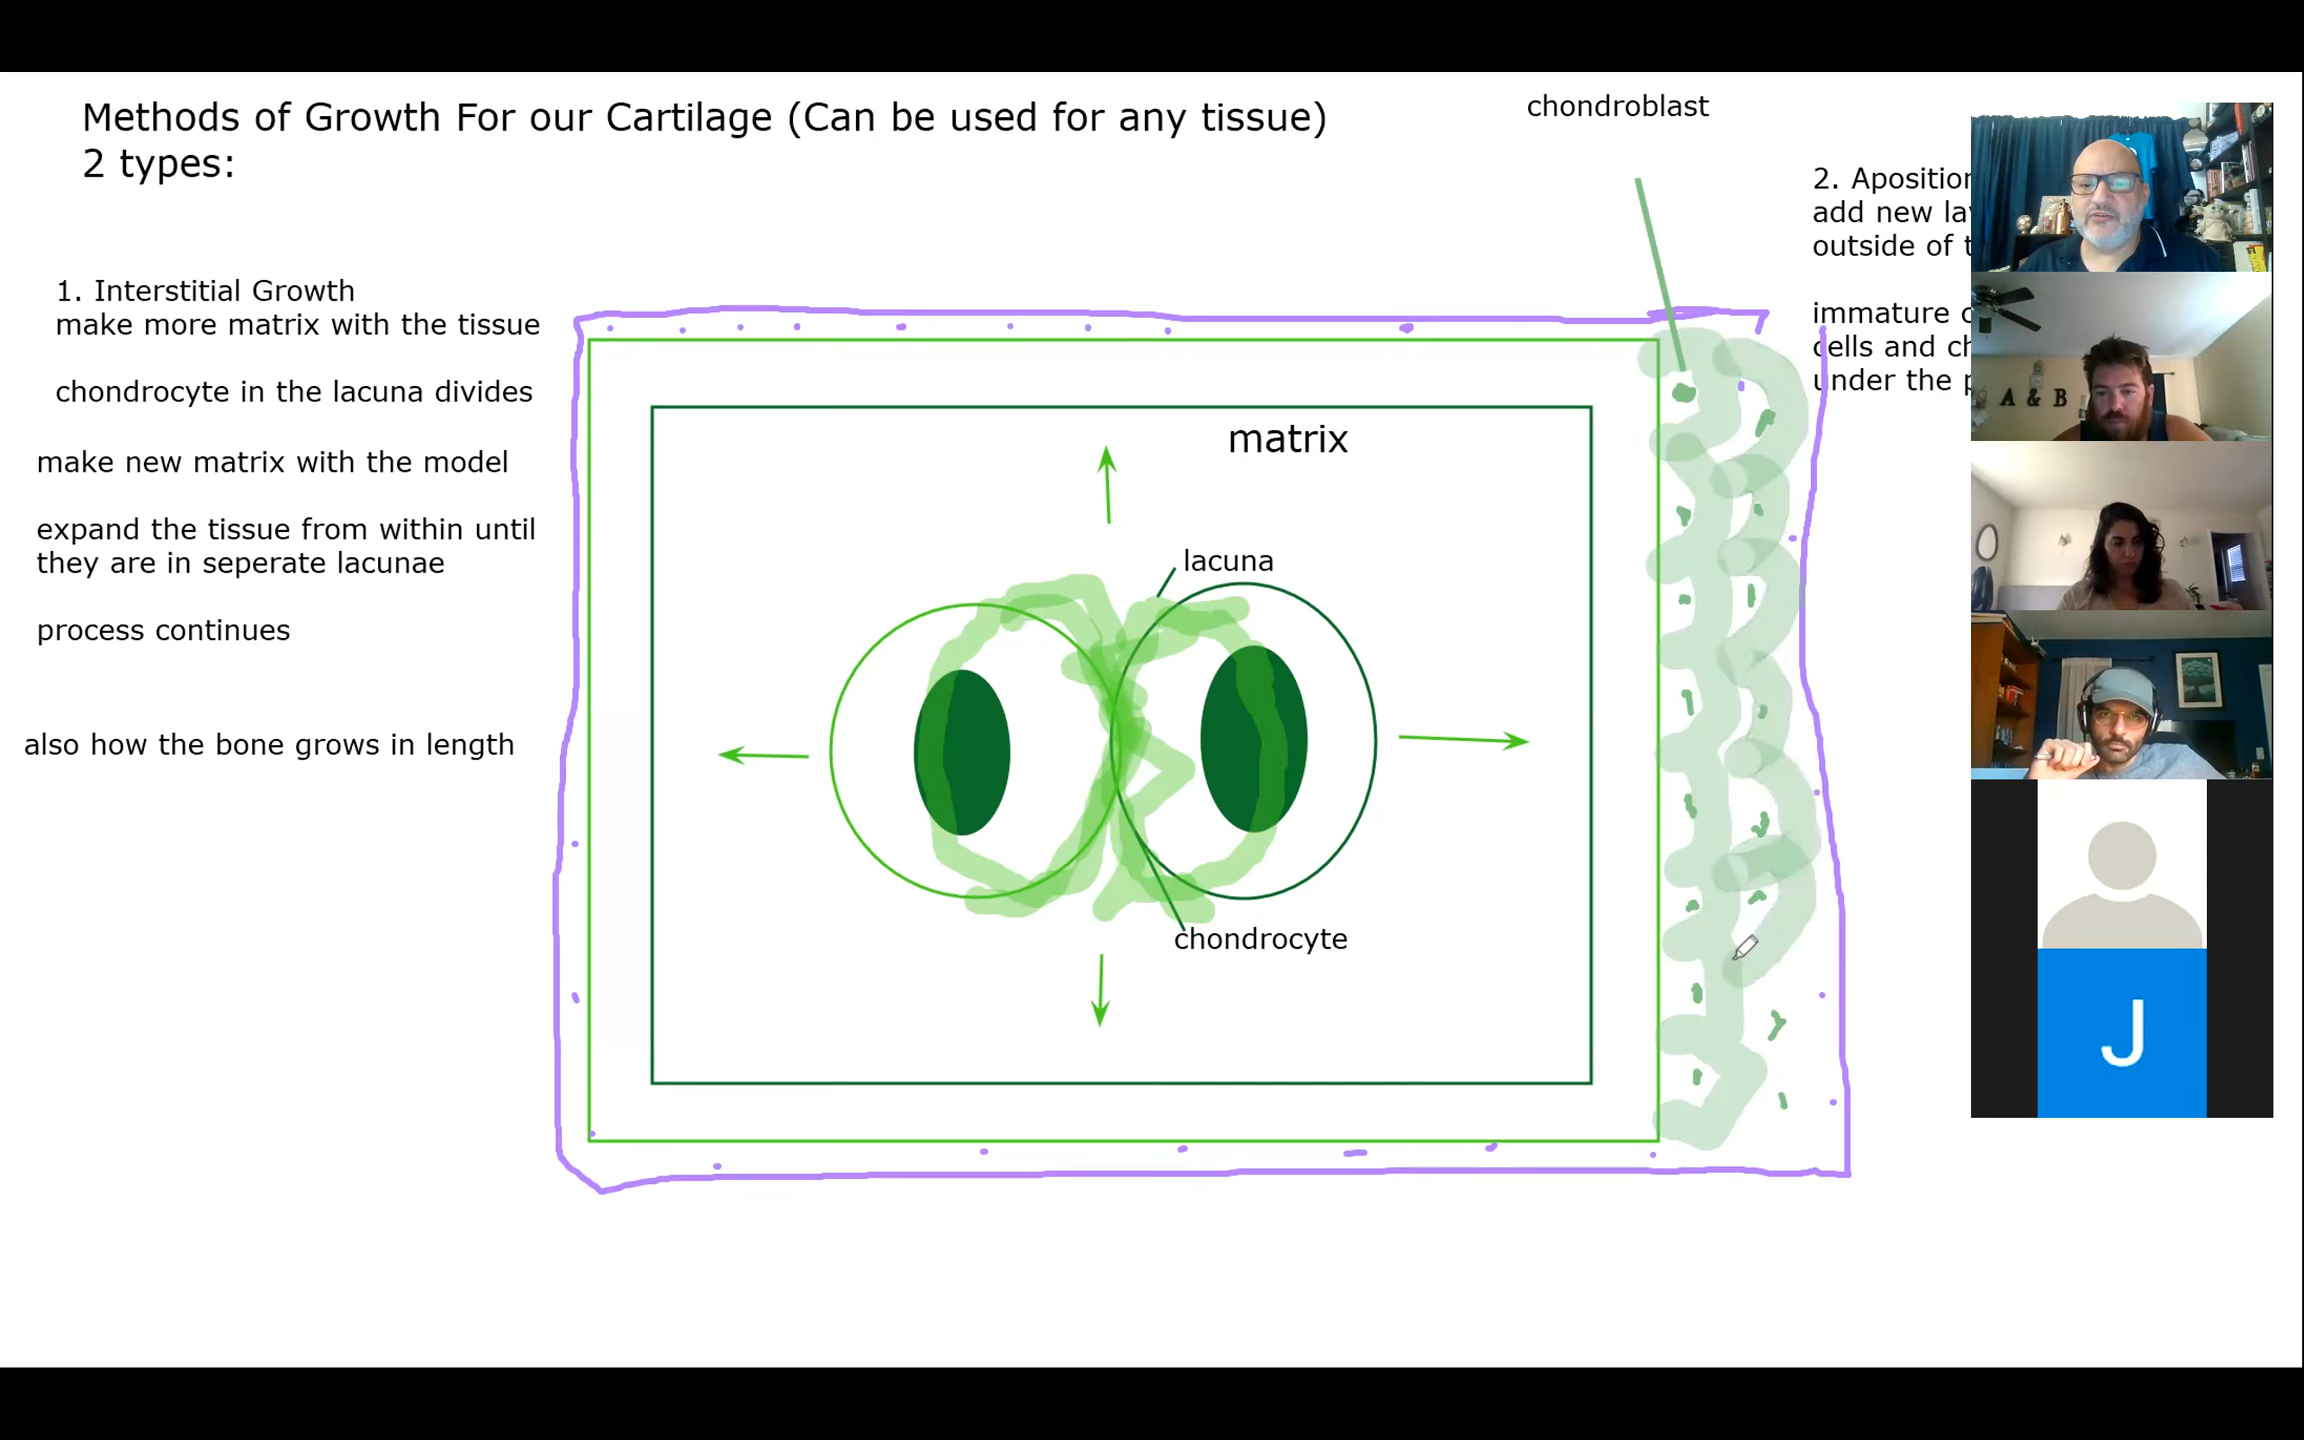 Methods of Growth For our Cartilage (Can be used for any tissue)
2 types:
chondroblast
1. Interstitial Growth
make more matrix with the tissue
chondrocyte in the lacuna divides
make new matrix with the model
expand the tissue from within until
they are in seperate lacunae
process continues
also how the bone grows in length
matrix
lacuna
chondrocyte
2.
add new
outside of
immature
cells and
under the
A & B
J